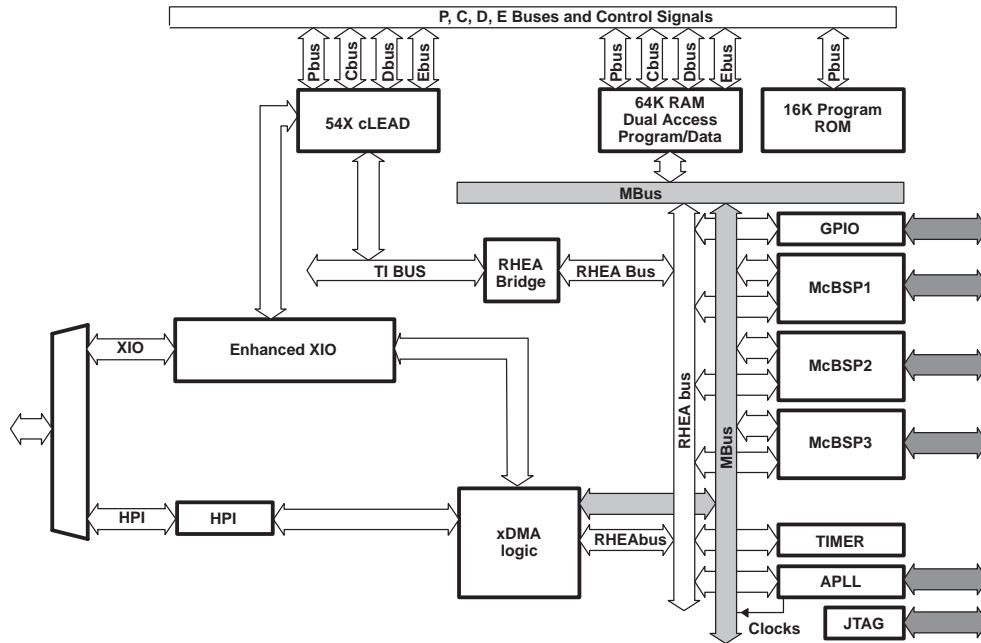 P, C, D, E Buses and Control Signals
Pbus
Cbus
Dbus
Ebus
Pbus
Cbus
Dbus
Ebus
Pbus
54X cLEAD
64K RAM
Dual Access
Program/Data
16K Program
ROM
MBus
GPIO
TI BUS
RHEA
Bridge
RHEA Bus
McBSP1
XIO
Enhanced XIO
McBSP2
RHEA bus
MBus
McBSP3
HPI
HPI
xDMA
logic
RHEAbus
TIMER
APLL
Clocks
JTAG